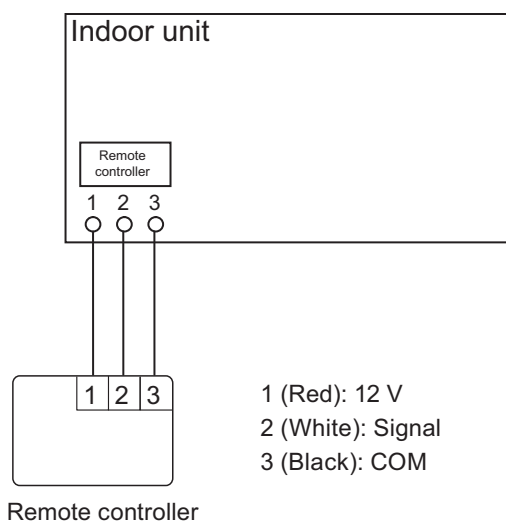 Indoor unit
Remote
controller
1 2 3
1 2 3
1 (Red): 12 V
2 (White): Signal
3 (Black): COM
Remote controller